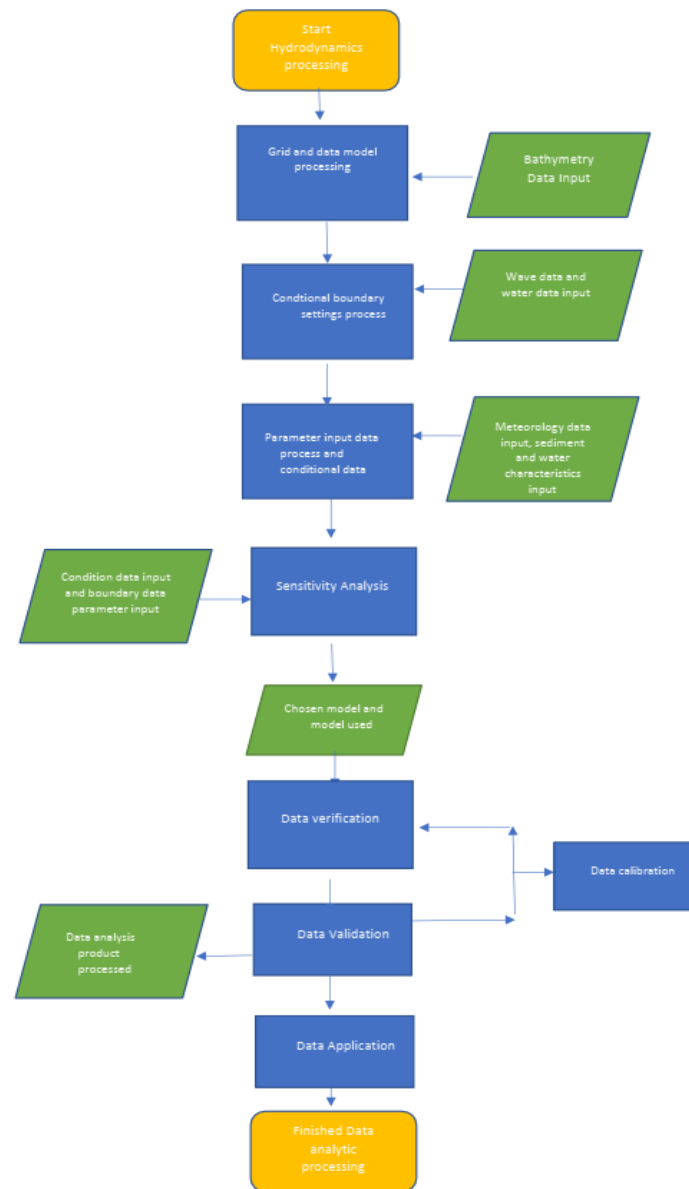 Start
Hydrodynamics
processing
Grid and data model
processing
Bathymetry
Data Input
Condtional boundary
settings process
Wave data and
water data input
Parameter input data
process and
conditional data
Meteorology data
input, sediment
and water
characteristics
input
Condition data input
and boundary data
parameter input
Sensitivity Analysis
Chosen model and
model used
Data verification
Data calibration
Data analysis
product
processed
Data Validation
Data Application
Finished Data
analytic
processing